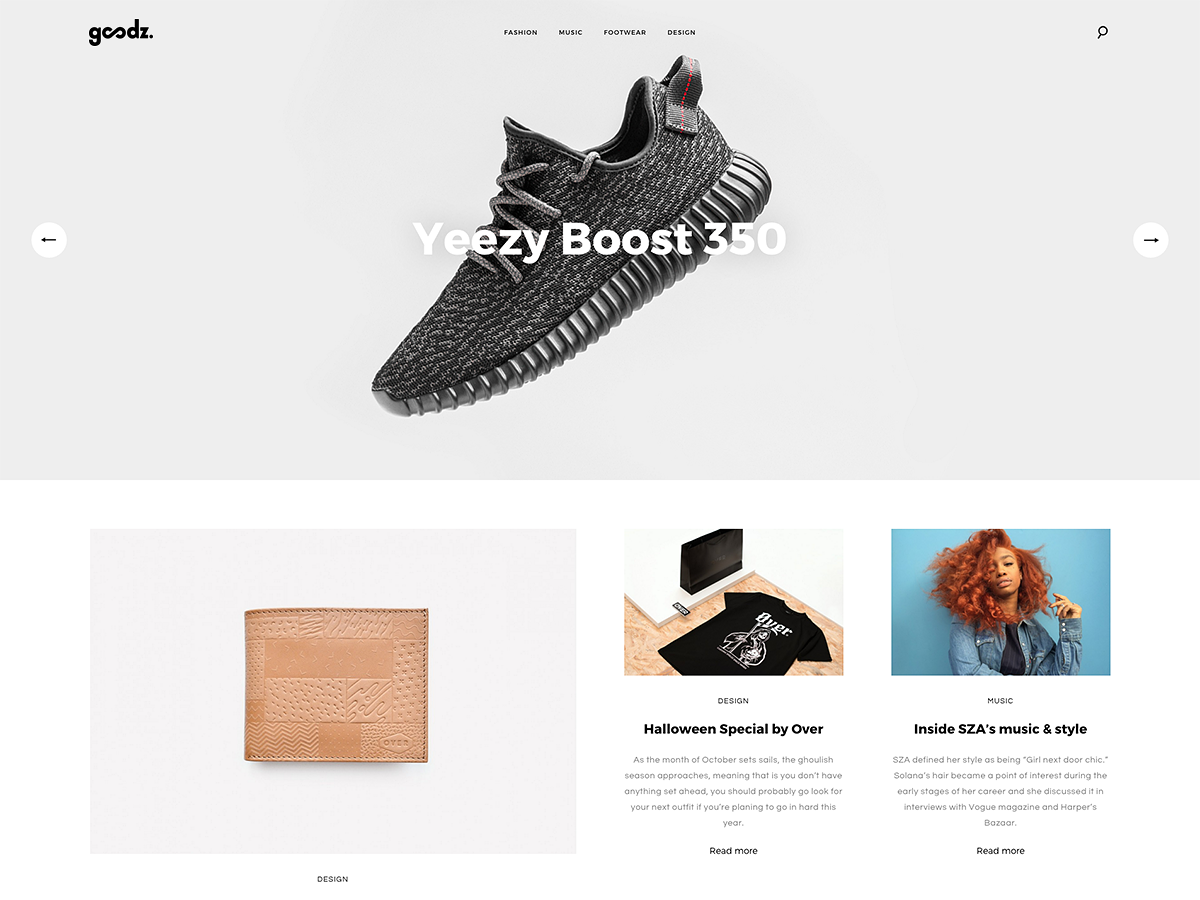 goodz.
FASHION MUSIC FOOTWEAR DESIGN
Yeezy Boost 350
OVER
Over
DESIGN
Halloween Special by Over
As the month of October sets sails, the ghoulish
season approaches, meaning that is you don't have
anything set ahead, you should probably go look for
your next outfit if you're planing to go in hard this
year.
Read more
MUSIC
Inside SZA's music & style
SZA defined her style as being "Girl next door chic."
Solana's hair became a point of interest during the
early stages of her career and she discussed it in
interviews with Vogue magazine and Harper's
Bazaar.
Read more
DESIGN